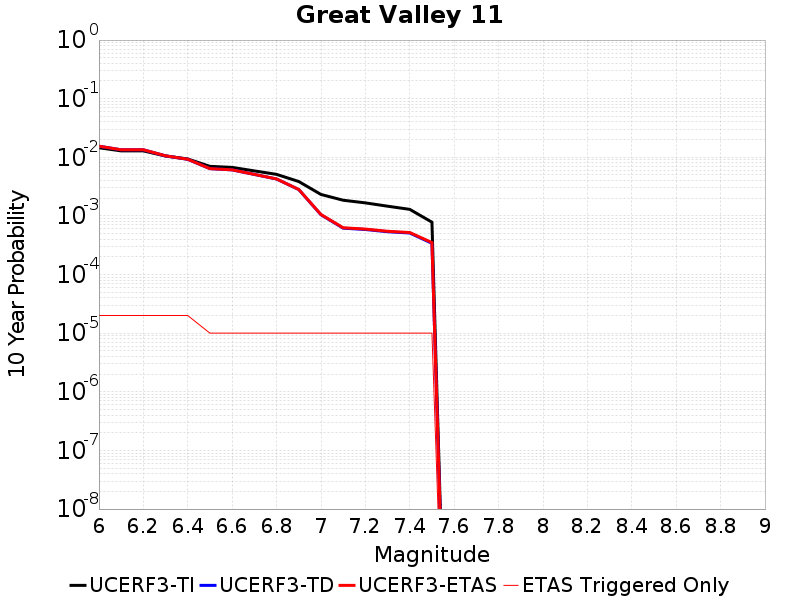 Great Valley 11
10^0
10^-1
10^-2
10^-3
10^-4
10^-5
10^-6
10^-7
10^-8
10 Year Probability
6 6.2 6.4 6.6 6.8 7 7.2 7.4 7.6 7.8 8 8.2 8.4 8.6 8.8 9
Magnitude
UCERF3-TI UCERF3-TD UCERF3-ETAS ETAS Triggered Only